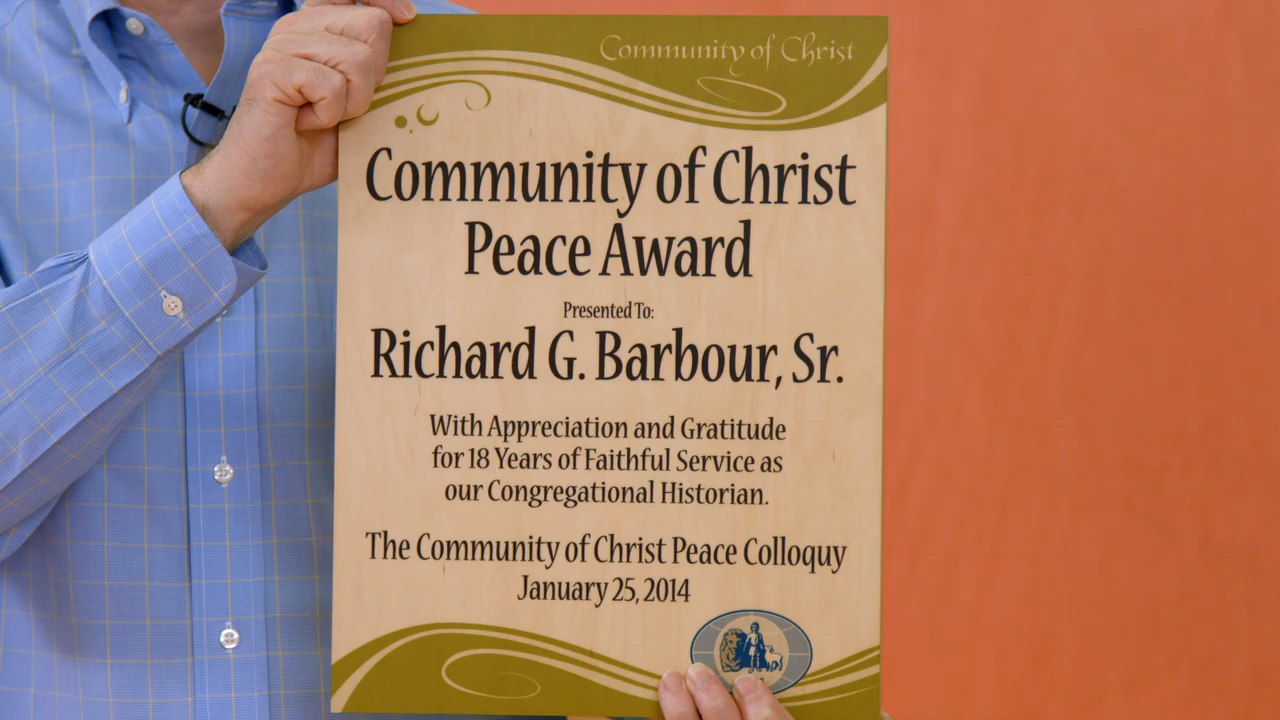 Community of Christ
Community of Christ
Peace Award
Presented To:
Richard G. Barbour, Sr.
With Appreciation and Gratitude
for 18 Years of Faithful Service as
our Congregational Historian.
The Community of Christ Peace Colloquy
January 25, 2014